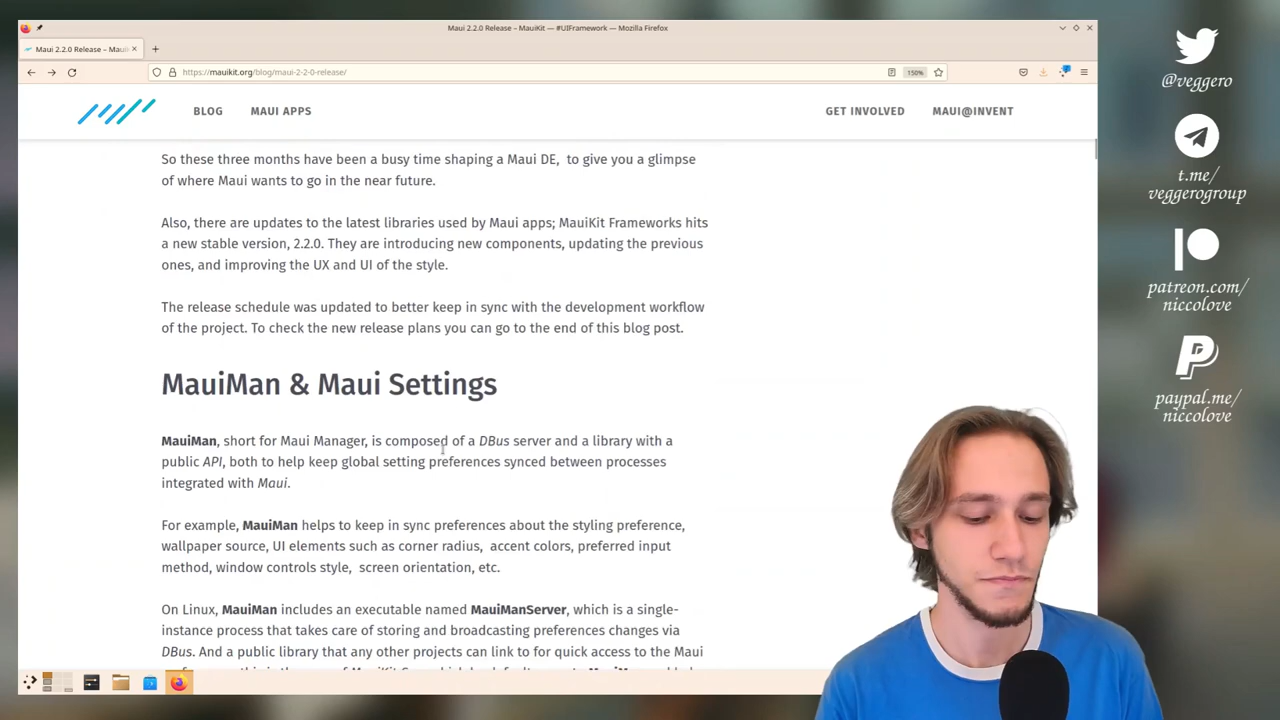 Maui 2.2.0 Release – MauiKit — #UIFramework — Mozilla Firefox
Maui 2.2.0 Release – Maui
https://mauikit.org/blog/maui-2-2-0-release/
150%
BLOG
MAUI APPS
GET INVOLVED
MAUI@INVENT
So these three months have been a busy time shaping a Maui DE,  to give you a glimpse
of where Maui wants to go in the near future.
Also, there are updates to the latest libraries used by Maui apps; MauiKit Frameworks hits
a new stable version, 2.2.0. They are introducing new components, updating the previous
ones, and improving the UX and UI of the style.
The release schedule was updated to better keep in sync with the development workflow
of the project. To check the new release plans you can go to the end of this blog post.
MauiMan & Maui Settings
MauiMan, short for Maui Manager, is composed of a DBus server and a library with a
public API, both to help keep global setting preferences synced between processes
integrated with Maui.
For example, MauiMan helps to keep in sync preferences about the styling preference,
wallpaper source, UI elements such as corner radius,  accent colors, preferred input
method, window controls style,  screen orientation, etc.
On Linux, MauiMan includes an executable named MauiManServer, which is a single-
instance process that takes care of storing and broadcasting preferences changes via
DBus. And a public library that any other projects can link to for quick access to the Maui
@veggero
t.me/
veggerogroup
patreon.com/
niccolove
paypal.me/
niccolove